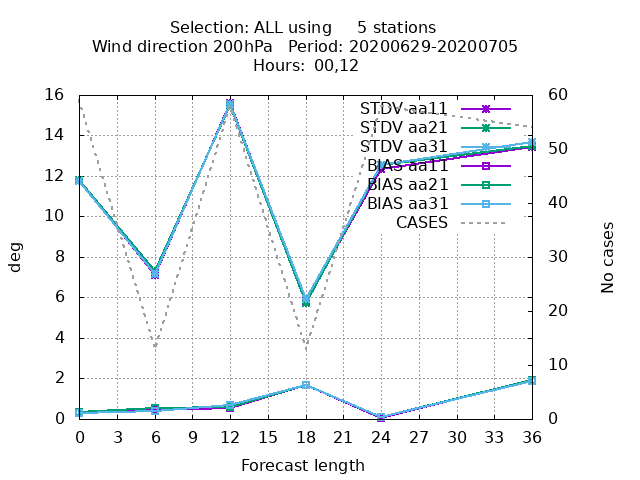 Selection: ALL using     5 stations
Wind direction 200hPa   Period: 20200629-20200705
Hours: 00,12
16
14
12
10
8
6
4
2
0
deg
60
50
40
30
20
10
0
No cases
STDV aa11
STDV aa21
STDV aa31
BIAS aa11
BIAS aa21
BIAS aa31
CASES
0 3 6 9 12 15 18 21 24 27 30 33 36
Forecast length